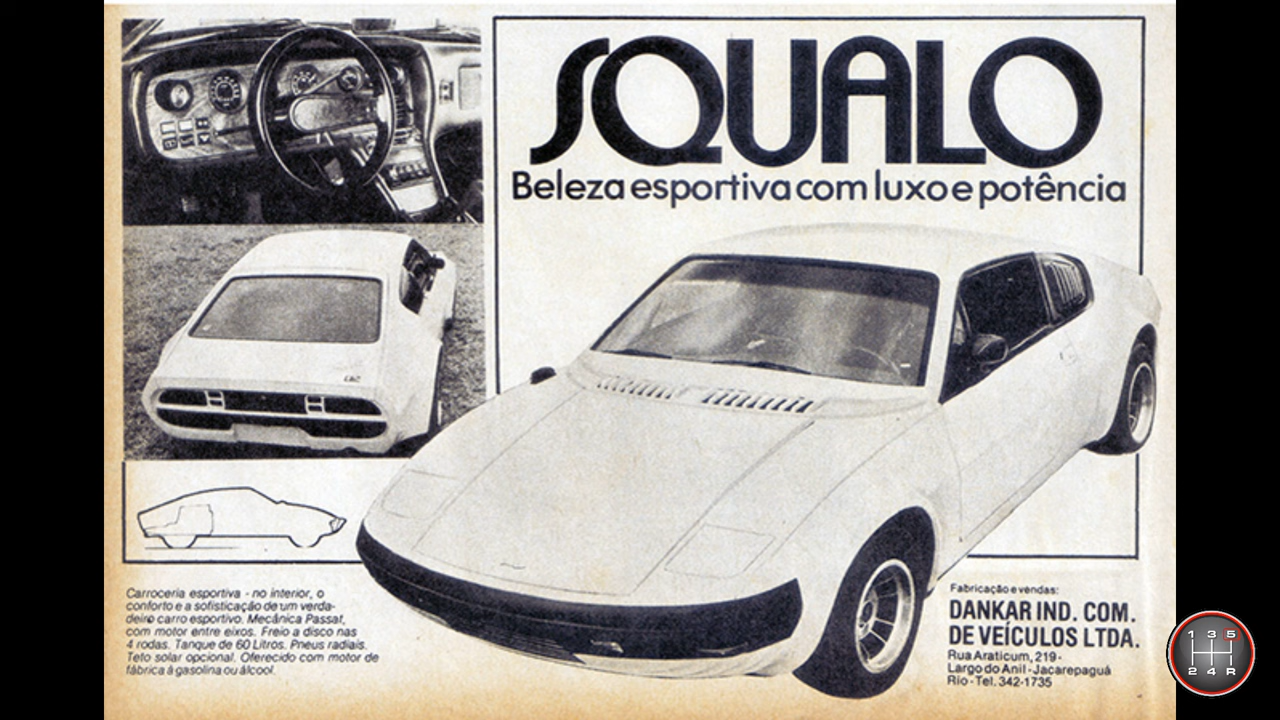 SQUALO
Beleza esportiva com luxo e potência
Carroceria esportiva - no interior, o
conforto e a sofisticação de um verda-
deiro carro esportivo. Mecânica Passat,
com motor entre eixos. Freio a disco nas
4 rodas. Tanque de 60 Litros. Pneus radiais.
Teto solar opcional. Oferecido com motor de
fábrica à gasolina ou álcool.
Fabricação e vendas:
DANKAR IND. COM.
DE VEÍCULOS LTDA.
Rua Araticum, 219-
Largo do Anil - Jacarepaguá
Rio - Tel. 342-1735
1 3 5
2 4 R